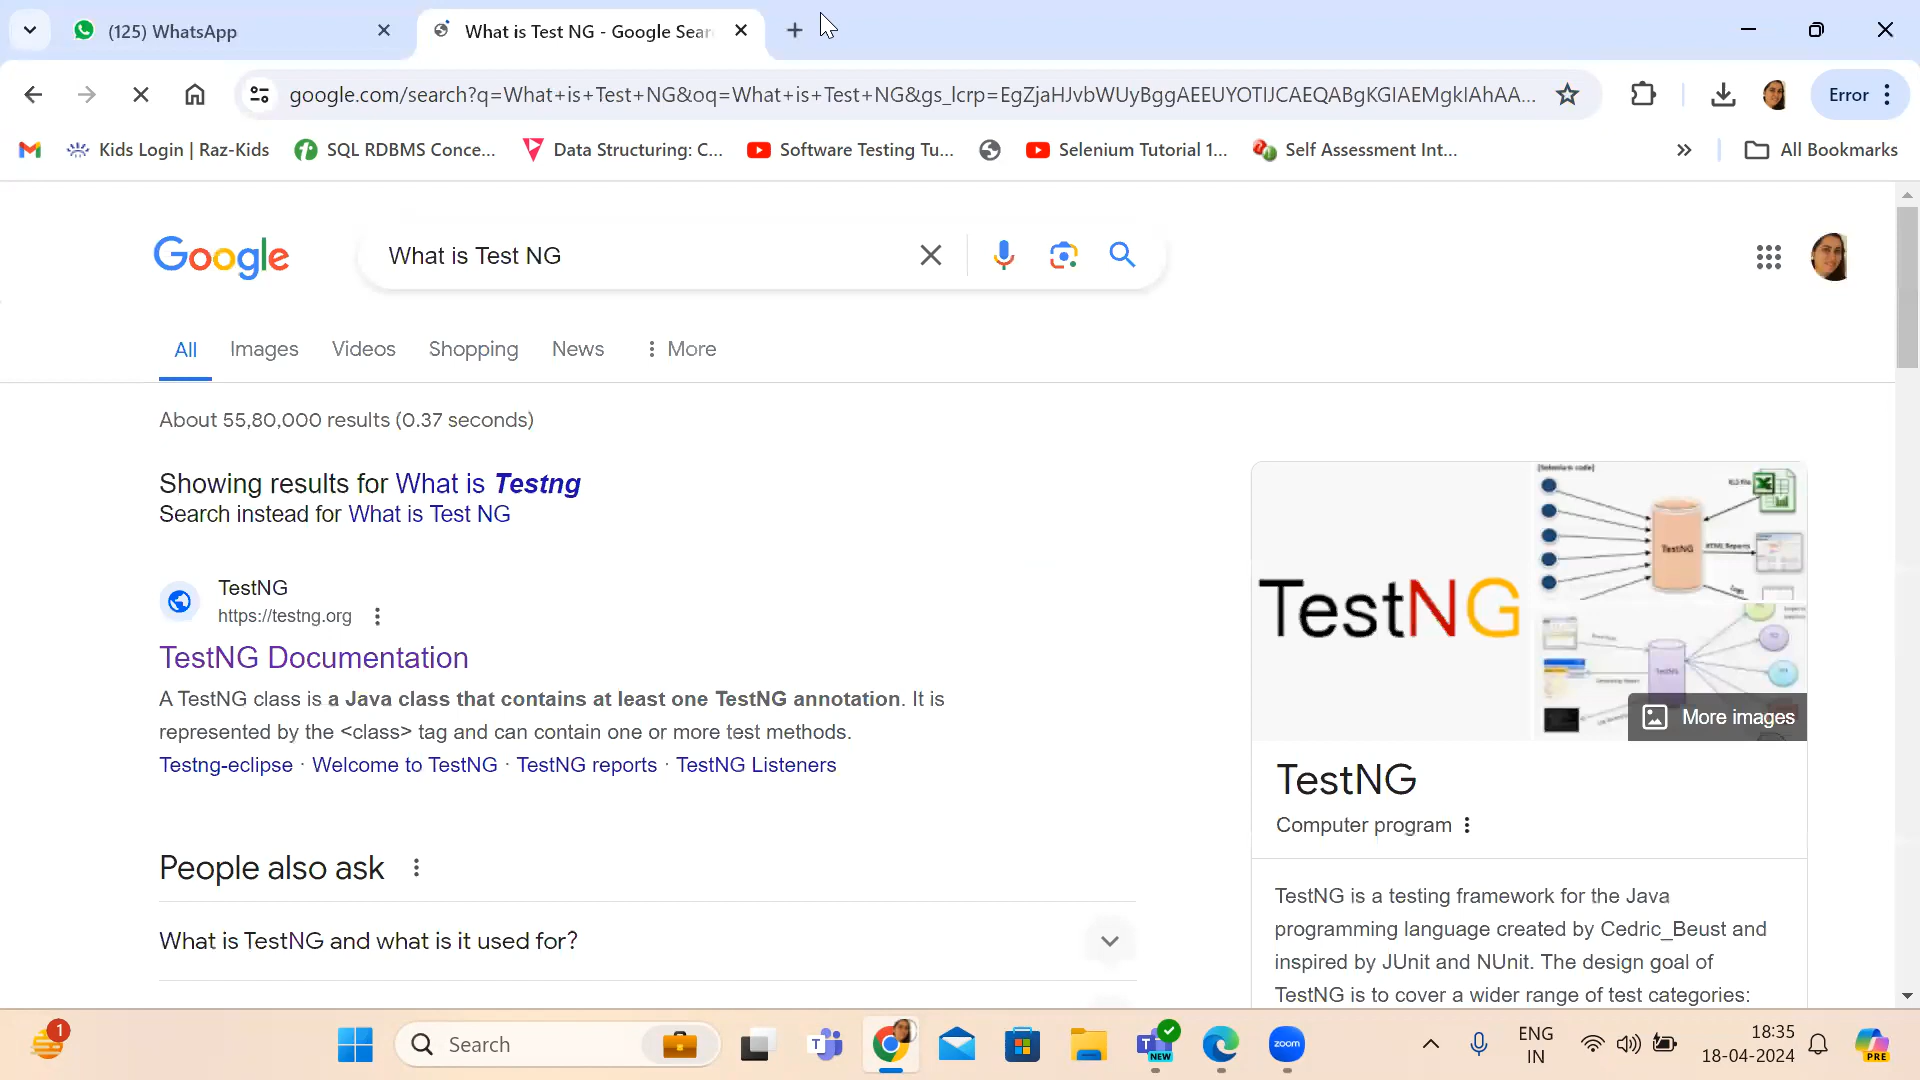 (125) WhatsApp
What is Test NG - Google Sear
google.com/search?q=What+is+Test+NG&oq=What+is+Test+NG&gs_lcrp=EgZjaHJvbWUyBggAEEUYOTIJCAEQABgKGIAEMgkIAhAA...
Error
Kids Login | Raz-Kids
SQL RDBMS Conce...
Data Structuring: C...
Software Testing Tu...
Selenium Tutorial 1...
Self Assessment Int...
All Bookmarks
Google
What is Test NG
All
Images
Videos
Shopping
News
More
About 55,80,000 results (0.37 seconds)
Showing results for What is Testng
Search instead for What is Test NG
TestNG
https://testng.org
TestNG Documentation
A TestNG class is a Java class that contains at least one TestNG annotation. It is
represented by the <class> tag and can contain one or more test methods.
Testng-eclipse · Welcome to TestNG · TestNG reports · TestNG Listeners
People also ask
What is TestNG and what is it used for?
TestNG
[Selenium code]
TestNG
More images
TestNG
Computer program
TestNG is a testing framework for the Java
programming language created by Cedric_Beust and
inspired by JUnit and NUnit. The design goal of
TestNG is to cover a wider range of test categories:
1
Search
NEW
zoom
ENG
IN
18:35
18-04-2024
PRE